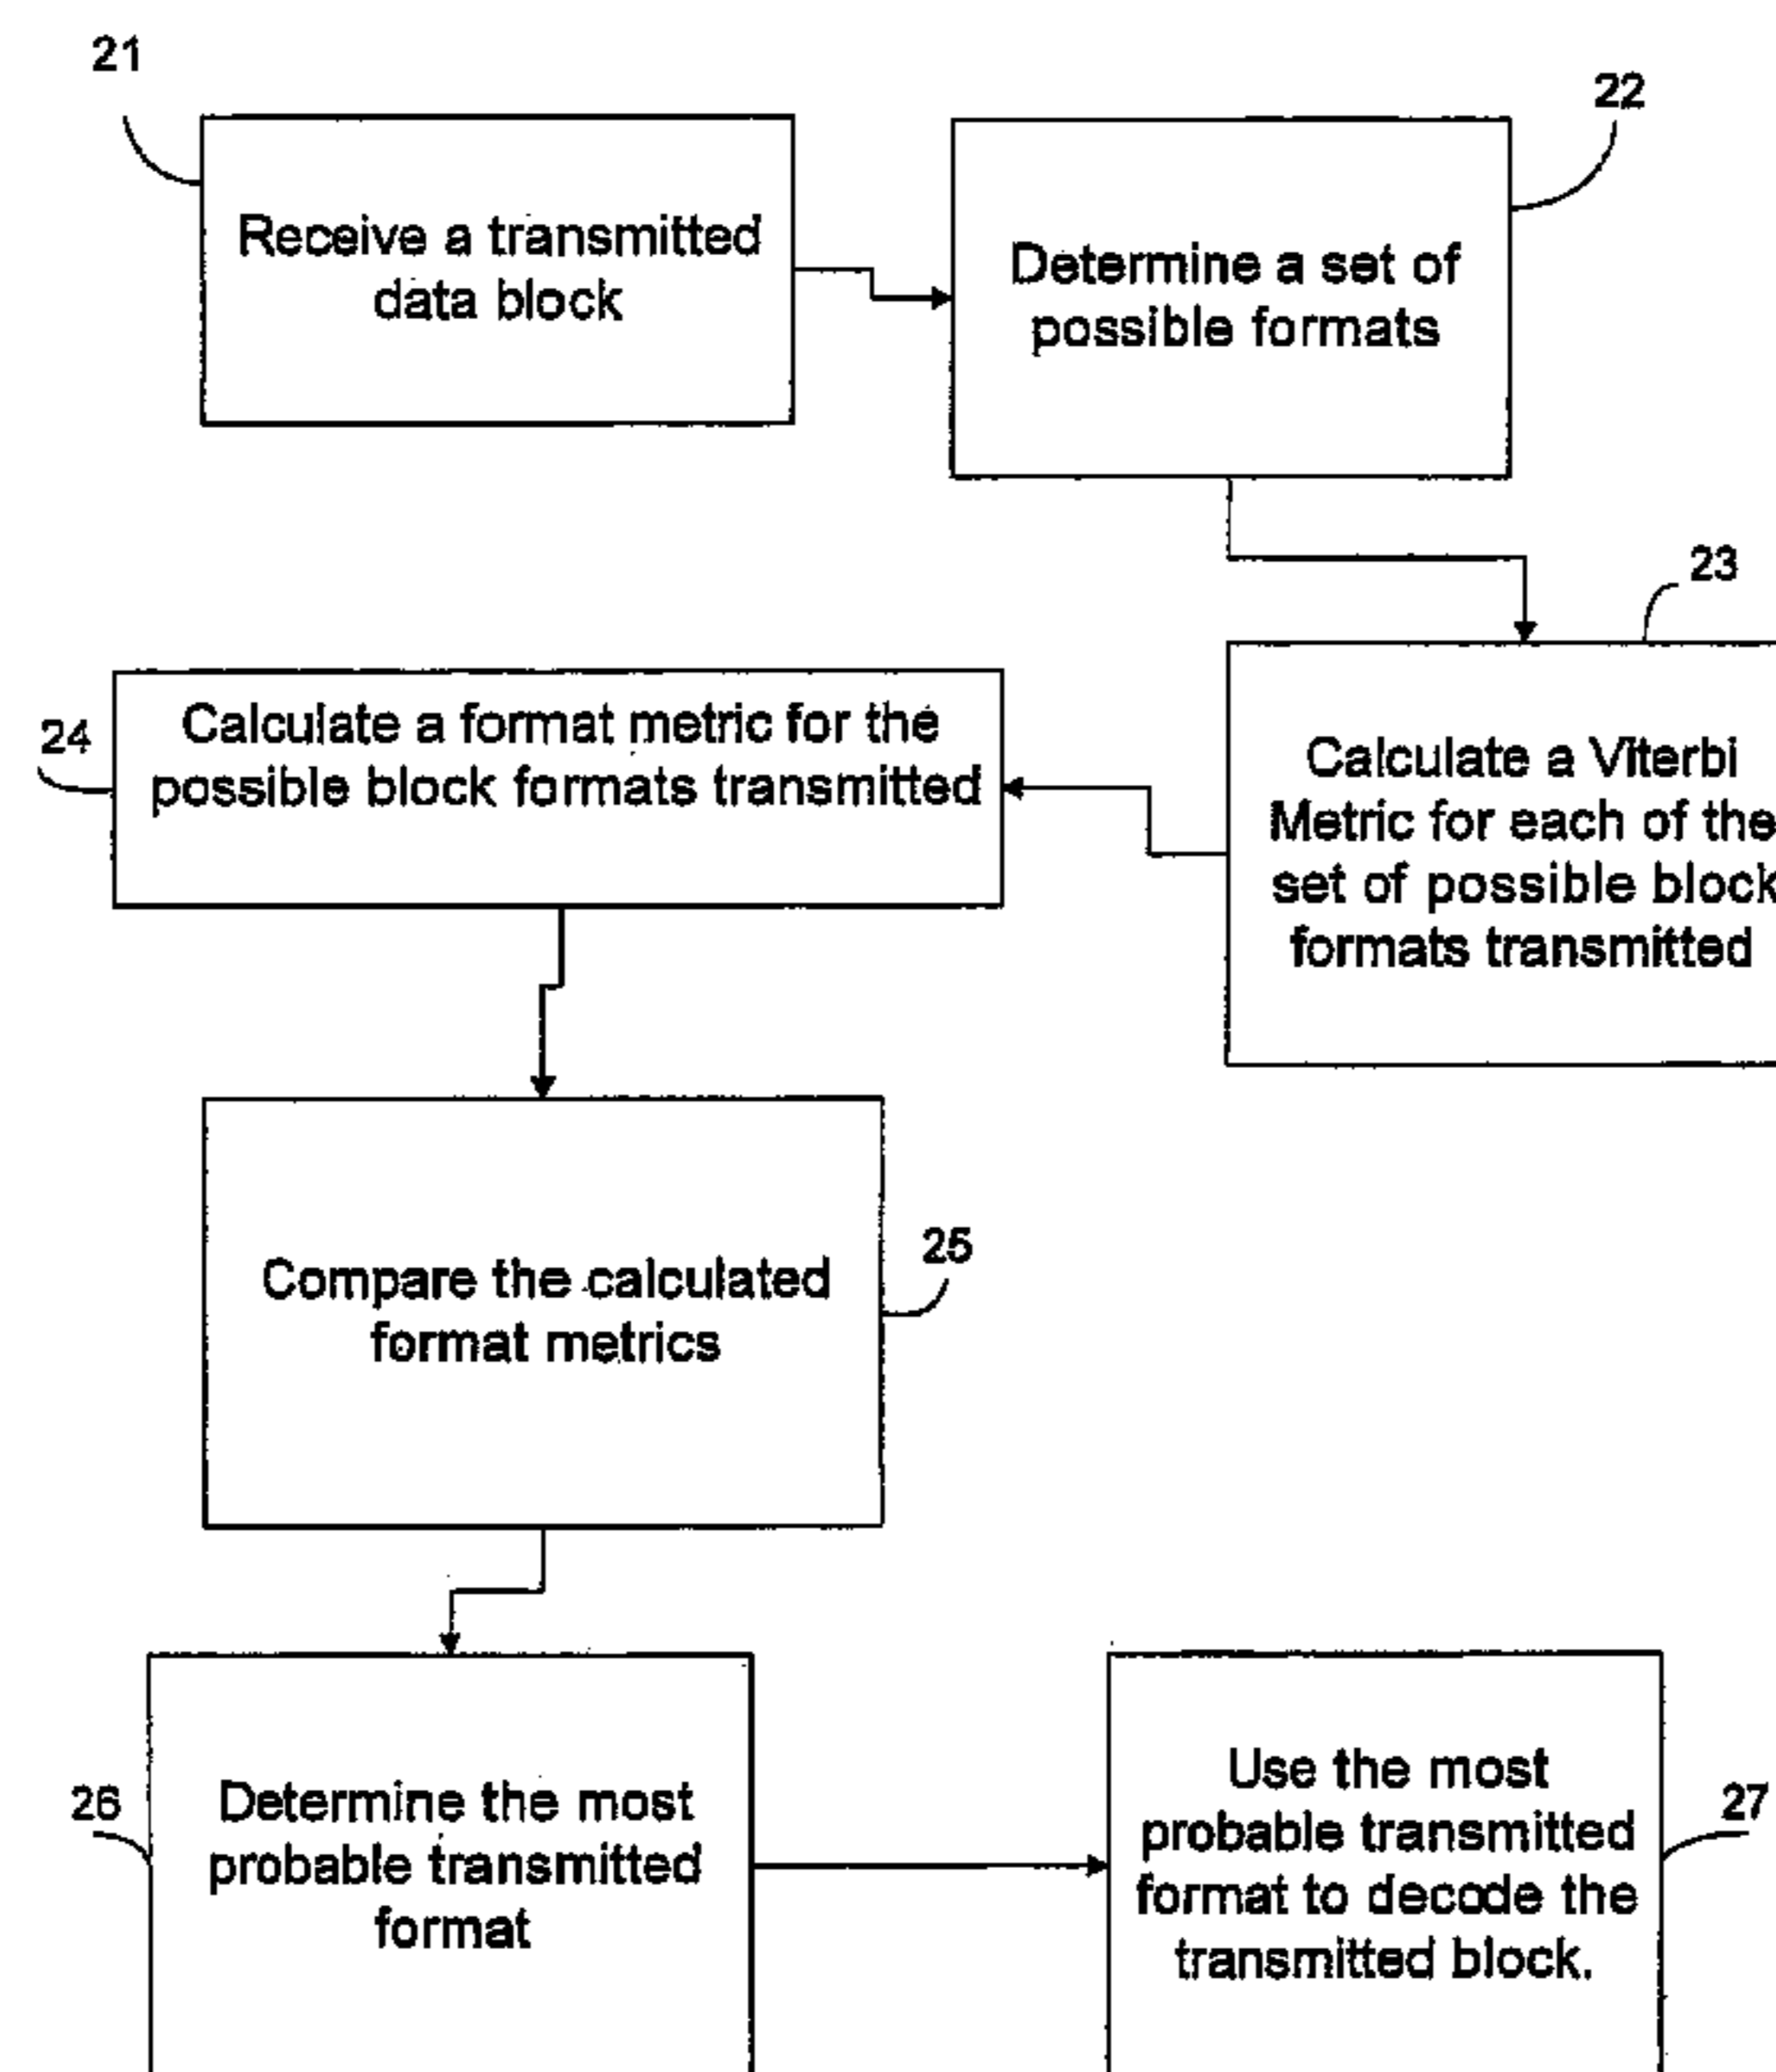 21
Receive a transmitted
data block
22
Determine a set of
possible formats
23
Calculate a Viterbi
Metric for each of the
set of possible block
formats transmitted
24
Calculate a format metric for the
possible block formats transmitted
25
Compare the calculated
format metrics
26
Determine the most
probable transmitted
format
27
Use the most
probable transmitted
format to decode the
transmitted block.